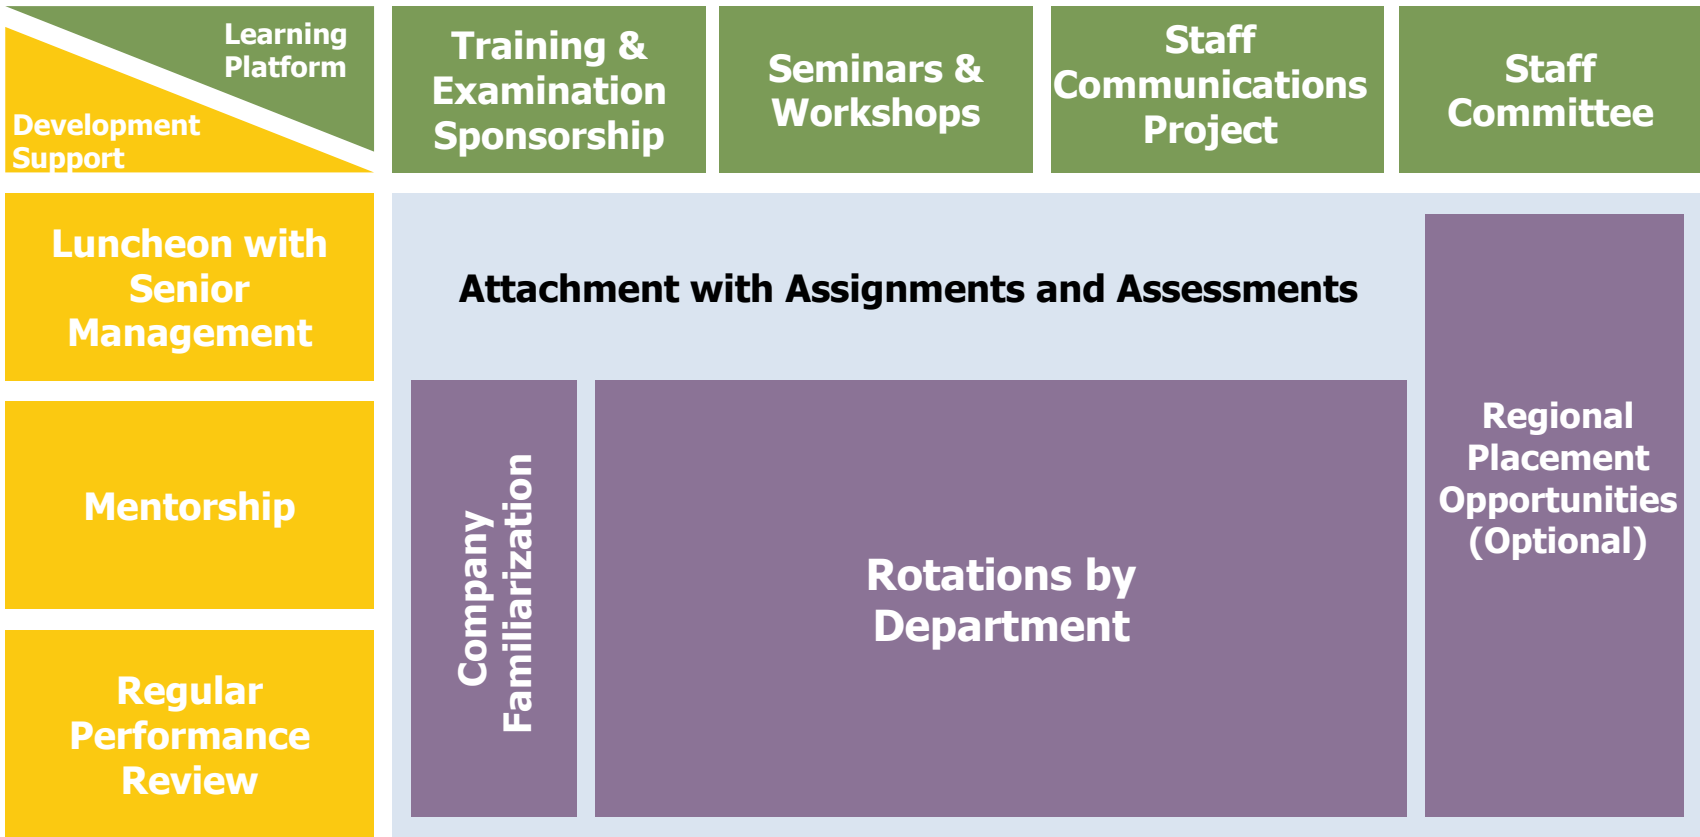 Learning
Platform
Development
Support
Training &
Examination
Sponsorship
Seminars &
Workshops
Staff
Communications
Project
Staff
Committee
Luncheon with
Senior
Management
Mentorship
Regular
Performance
Review
Attachment with Assignments and Assessments
Company
Familiarization
Rotations by
Department
Regional
Placement
Opportunities
(Optional)